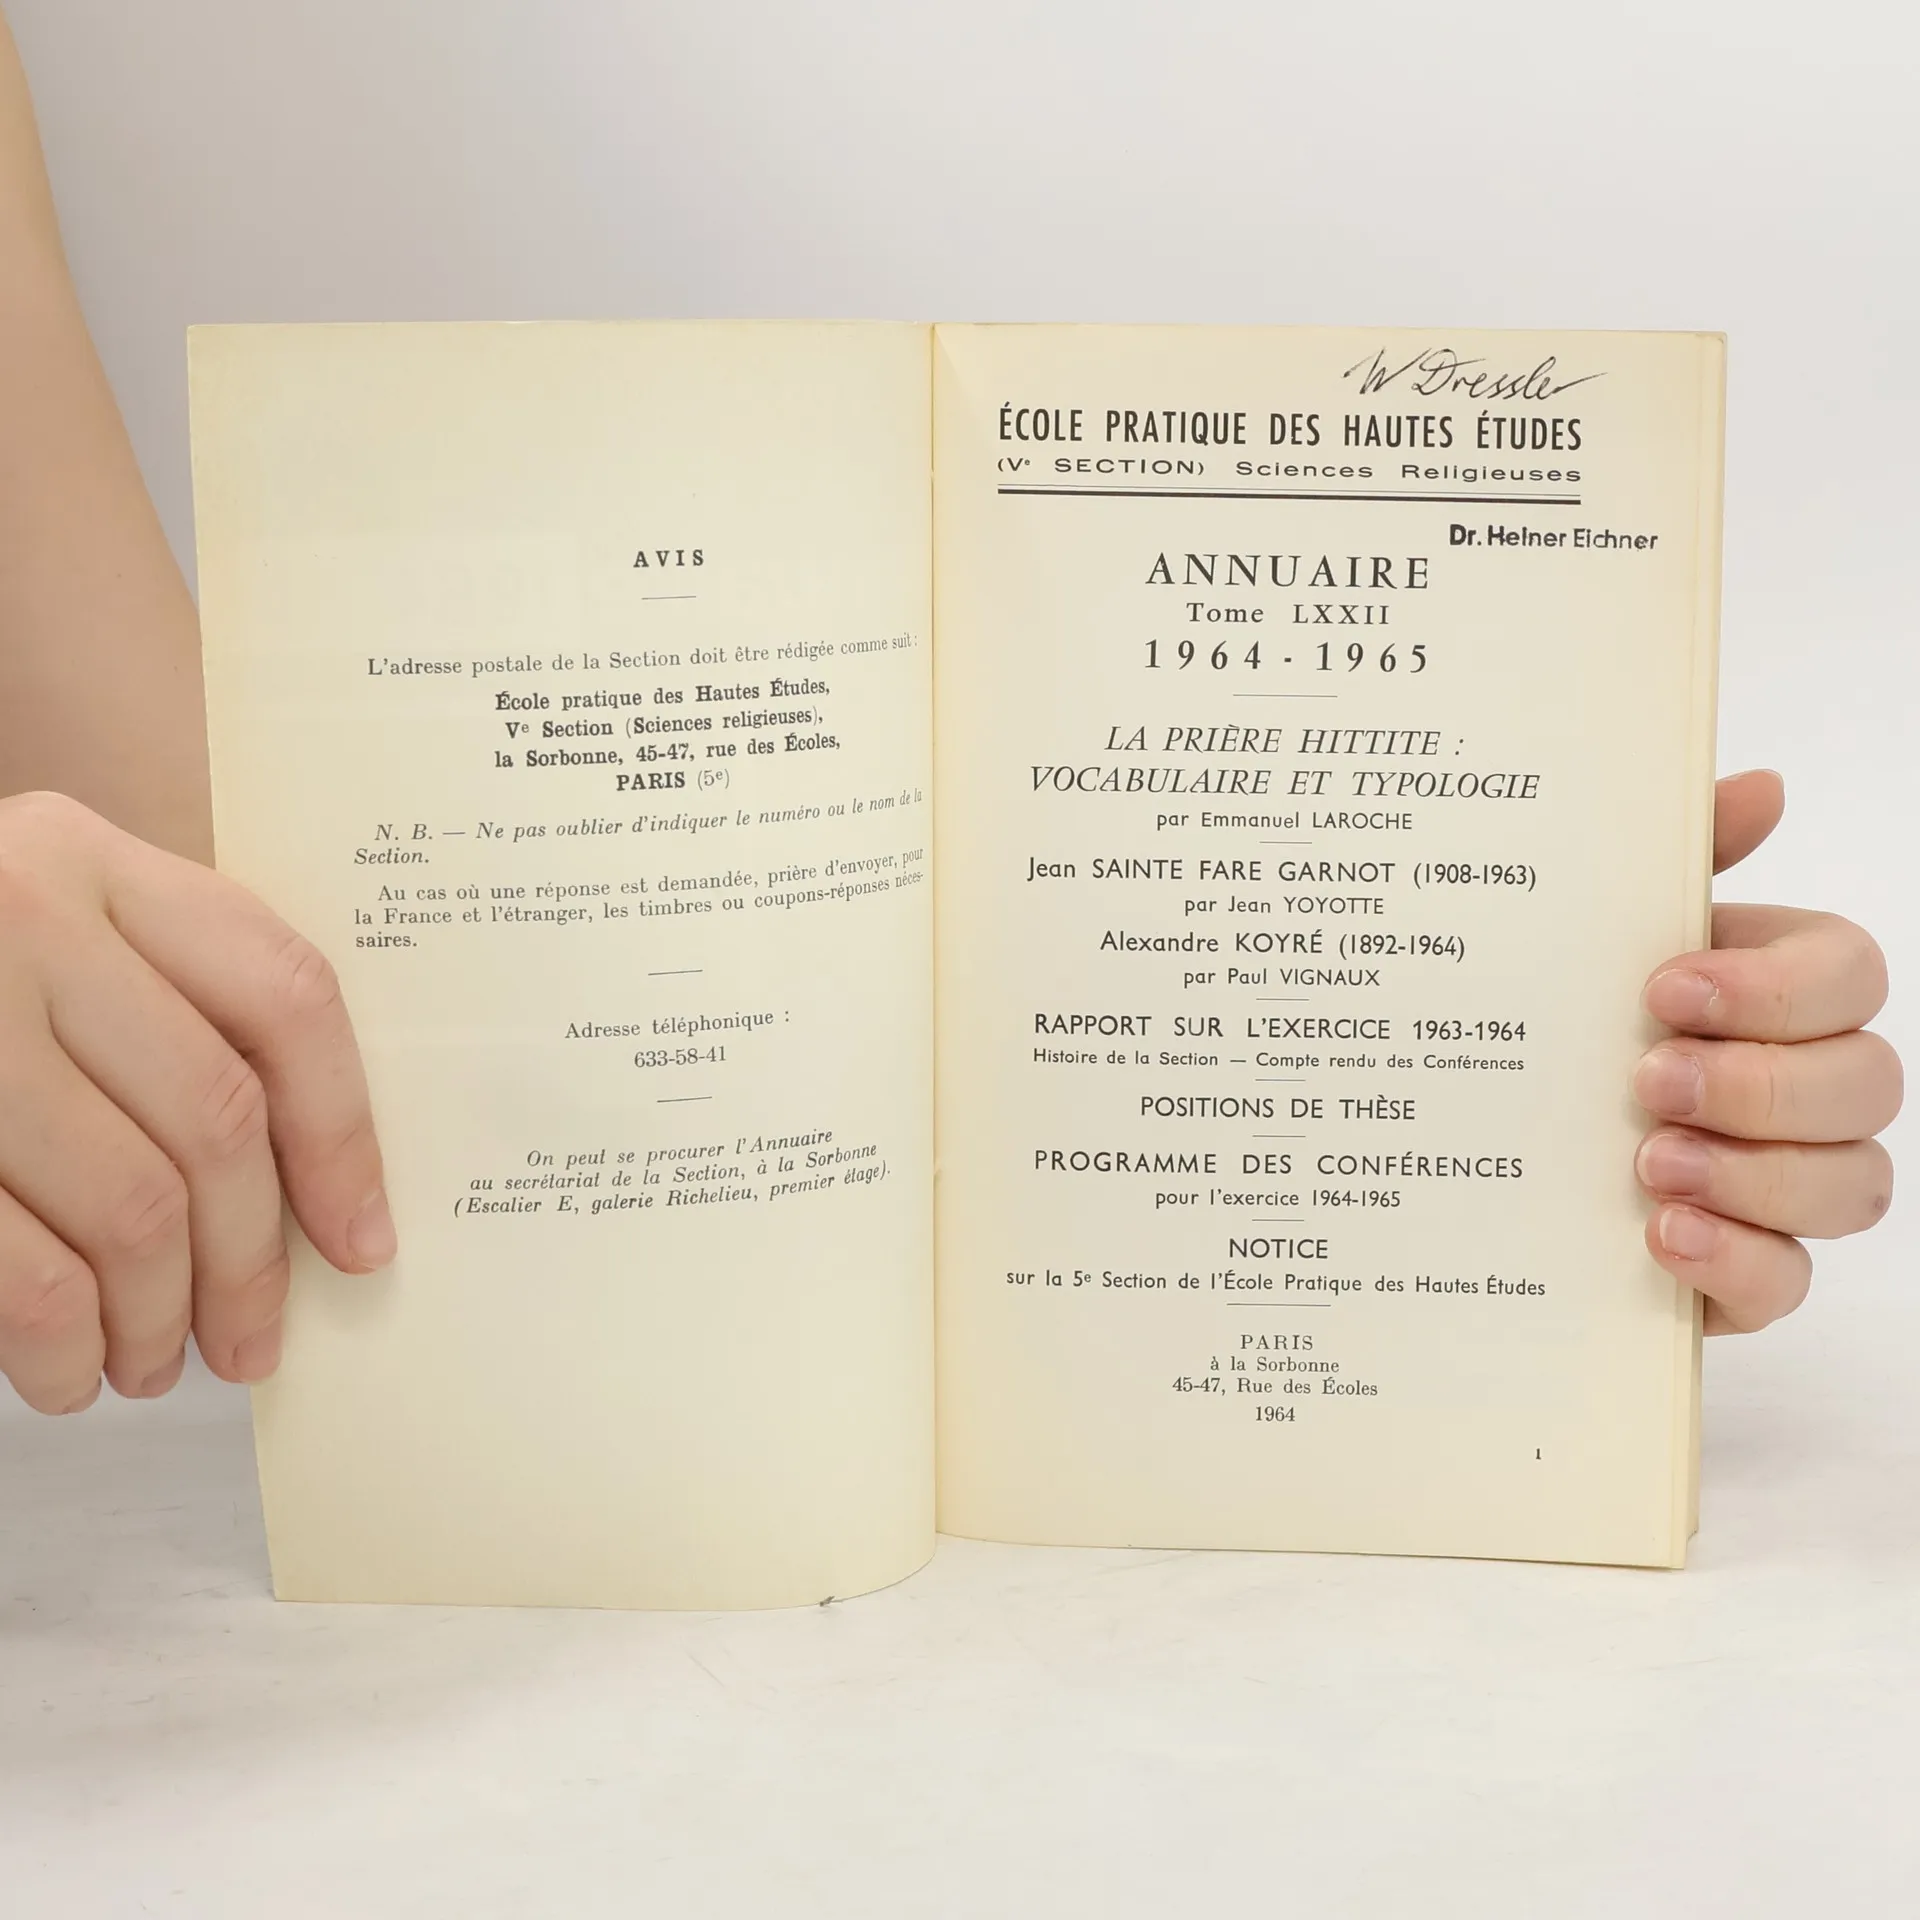 AVIS
L'adresse postale de la Section doit être rédigée comme suit :
École pratique des Hautes Études,
Ve Section (Sciences religieuses),
la Sorbonne, 45-47, rue des Écoles,
PARIS (5e)
N. B. — Ne pas oublier d'indiquer le numéro ou le nom de la
Section.
Au cas où une réponse est demandée, prière d'envoyer, pour
la France et l'étranger, les timbres ou coupons-réponses néces-
saires.
Adresse téléphonique :
633-58-41
On peut se procurer l'Annuaire
au secrétariat de la Section, à la Sorbonne
(Escalier E, galerie Richelieu, premier étage).
W Dressler
ÉCOLE PRATIQUE DES HAUTES ÉTUDES
(Ve SECTION) Sciences Religieuses
Dr. Heiner Eichner
ANNUAIRE
Tome LXXII
1964 - 1965
LA PRIÈRE HITTITE :
VOCABULAIRE ET TYPOLOGIE
par Emmanuel LAROCHE
Jean SAINTE FARE GARNOT (1908-1963)
par Jean YOYOTTE
Alexandre KOYRÉ (1892-1964)
par Paul VIGNAUX
RAPPORT SUR L'EXERCICE 1963-1964
Histoire de la Section — Compte rendu des Conférences
POSITIONS DE THÈSE
PROGRAMME DES CONFÉRENCES
pour l'exercice 1964-1965
NOTICE
sur la 5e Section de l'École Pratique des Hautes Études
PARIS
à la Sorbonne
45-47, Rue des Écoles
1964
1